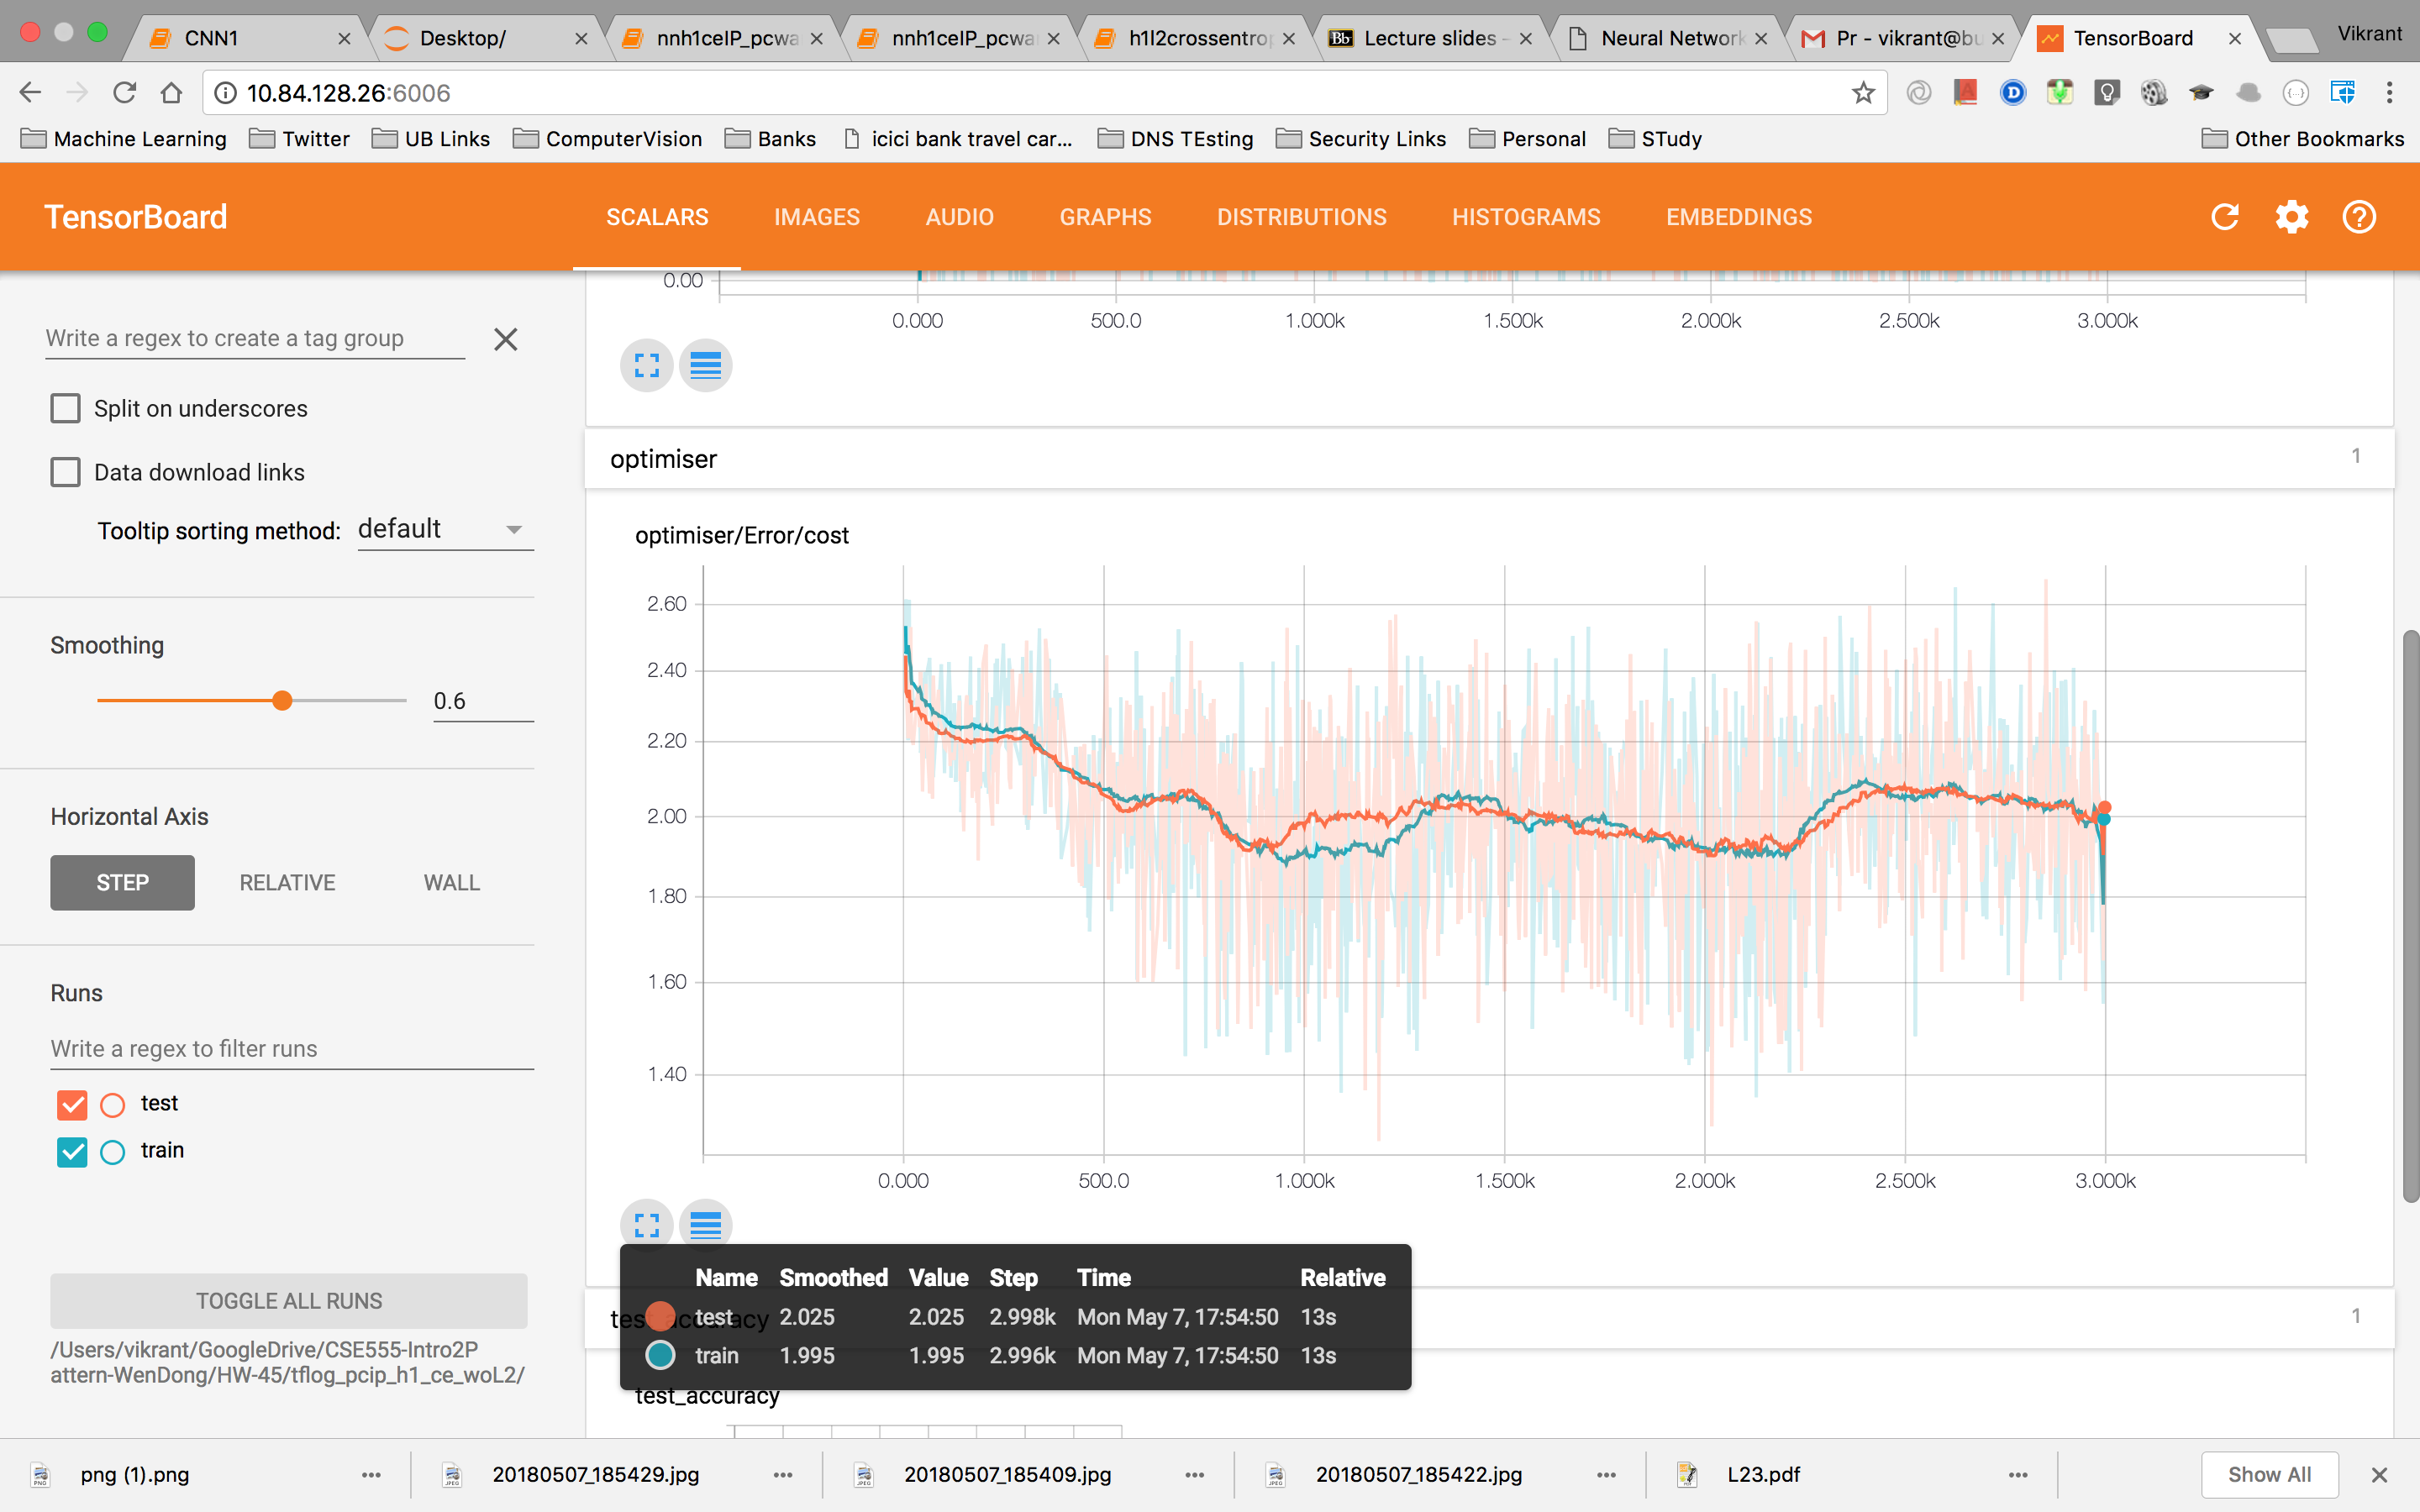 CNN1
Desktop/
nnh1ceIP_pcwa
nnh1ceIP_pcwa
h1l2crossentrop
Bb Lecture slides -
Neural Network
Pr - vikrant@bu
TensorBoard
Vikrant
10.84.128.26:6006
Machine Learning
Twitter
UB Links
ComputerVision
Banks
icici bank travel car...
DNS TEsting
Security Links
Personal
STudy
Other Bookmarks
TensorBoard
SCALARS
IMAGES
AUDIO
GRAPHS
DISTRIBUTIONS
HISTOGRAMS
EMBEDDINGS
Write a regex to create a tag group
Split on underscores
Data download links
Tooltip sorting method: default
Smoothing
0.6
Horizontal Axis
STEP RELATIVE WALL
Runs
Write a regex to filter runs
test
train
TOGGLE ALL RUNS
/Users/vikrant/GoogleDrive/CSE555-Intro2P
attern-WenDong/HW-45/tflog_pcip_h1_ce_woL2/
0.00
0.000 500.0 1.000k 1.500k 2.000k 2.500k 3.000k
optimiser 1
optimiser/Error/cost
2.60
2.40
2.20
2.00
1.80
1.60
1.40
0.000 500.0 1.000k 1.500k 2.000k 2.500k 3.000k
Name Smoothed Value Step Time Relative
test 2.025 2.025 2.998k Mon May 7, 17:54:50 13s
train 1.995 1.995 2.996k Mon May 7, 17:54:50 13s
test_accuracy 1
test_accuracy
png (1).png
20180507_185429.jpg
20180507_185409.jpg
20180507_185422.jpg
L23.pdf
Show All